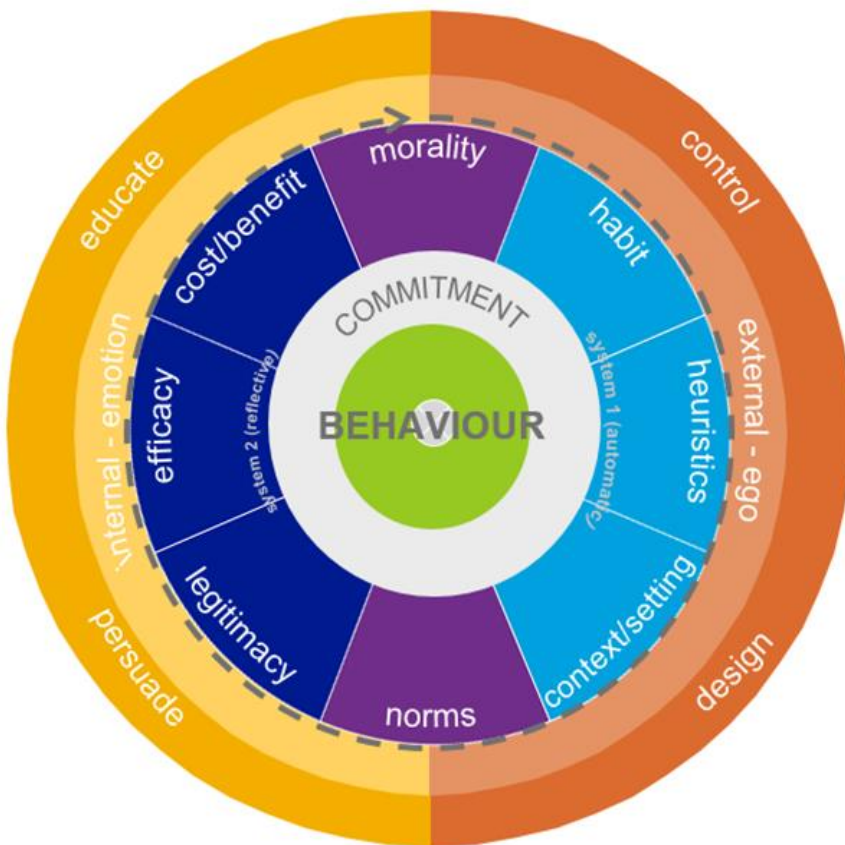 educate
control
morality
cost/benefit
habit
COMMITMENT
internal - emotion
efficacy
system 2 (reflective)
BEHAVIOUR
system 1 (automatic)
heuristics
external - ego
legitimacy
context/setting
persuade
norms
design